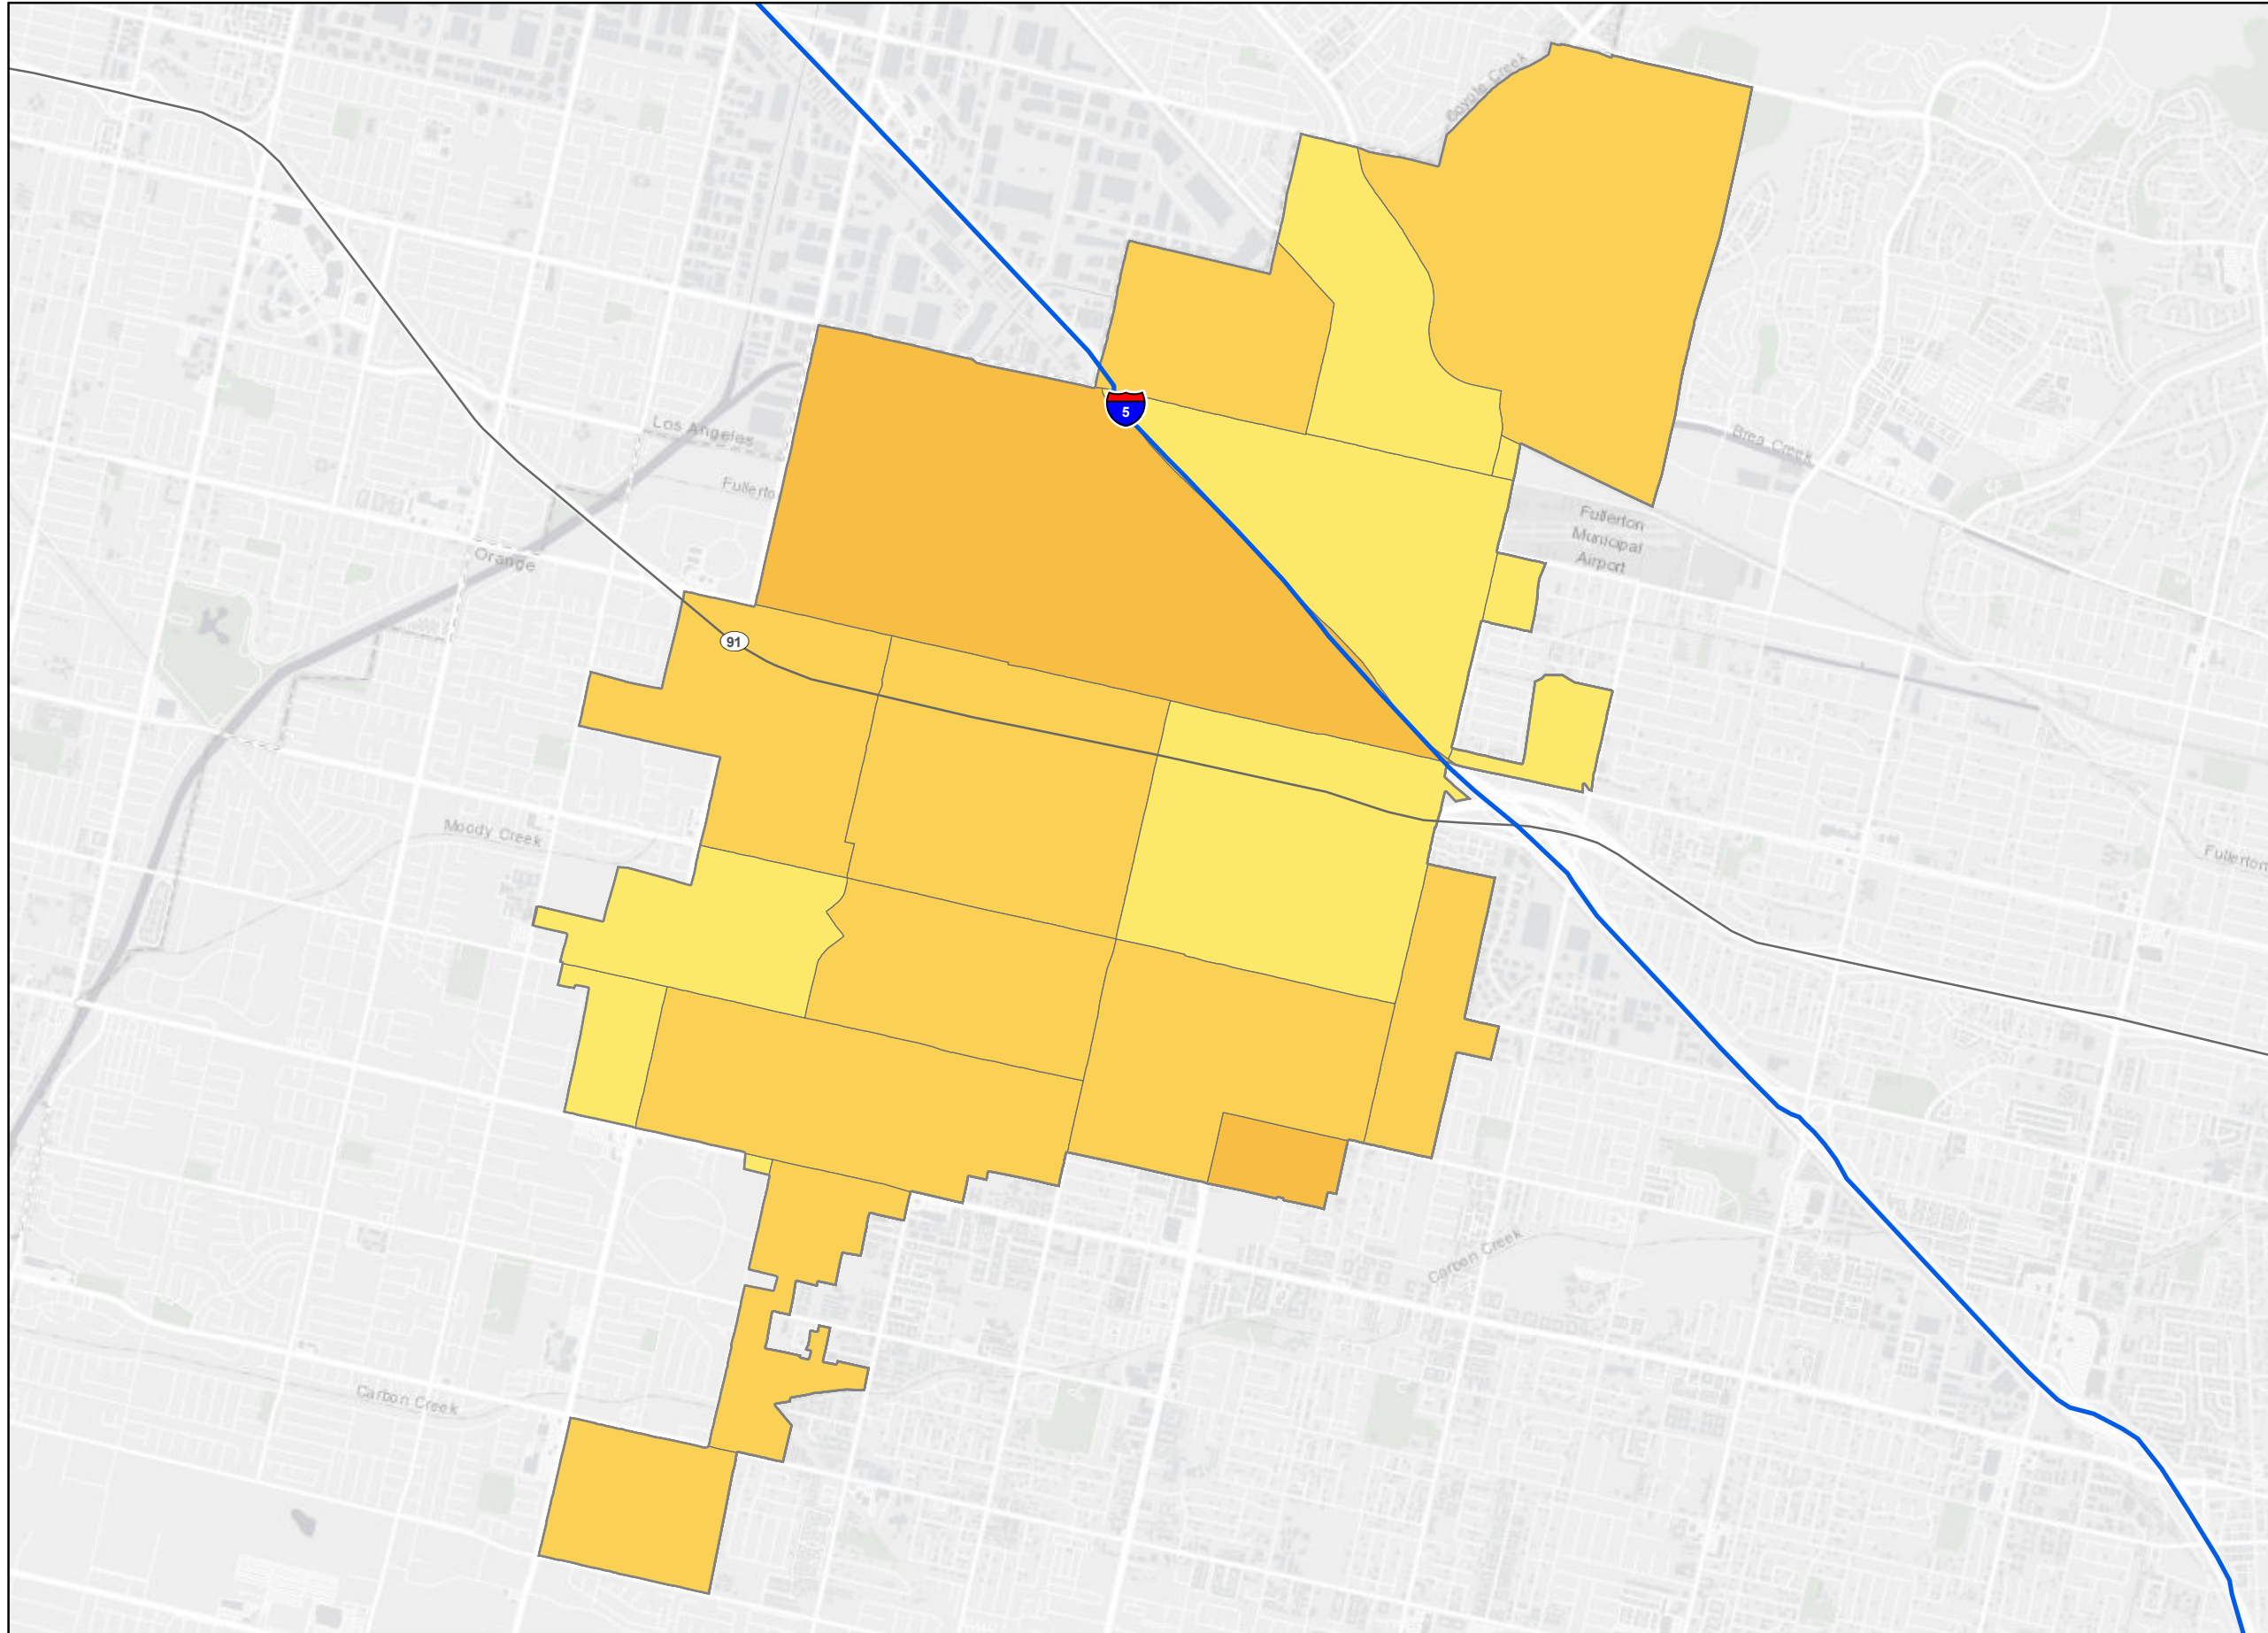 Coyote Creek
5
Los Angeles
Brea Creek
Fullerto
Fullerton
Municipal
Airport
Orange
91
Moody Creek
Fullerton
Carbon Creek
Carbon Creek